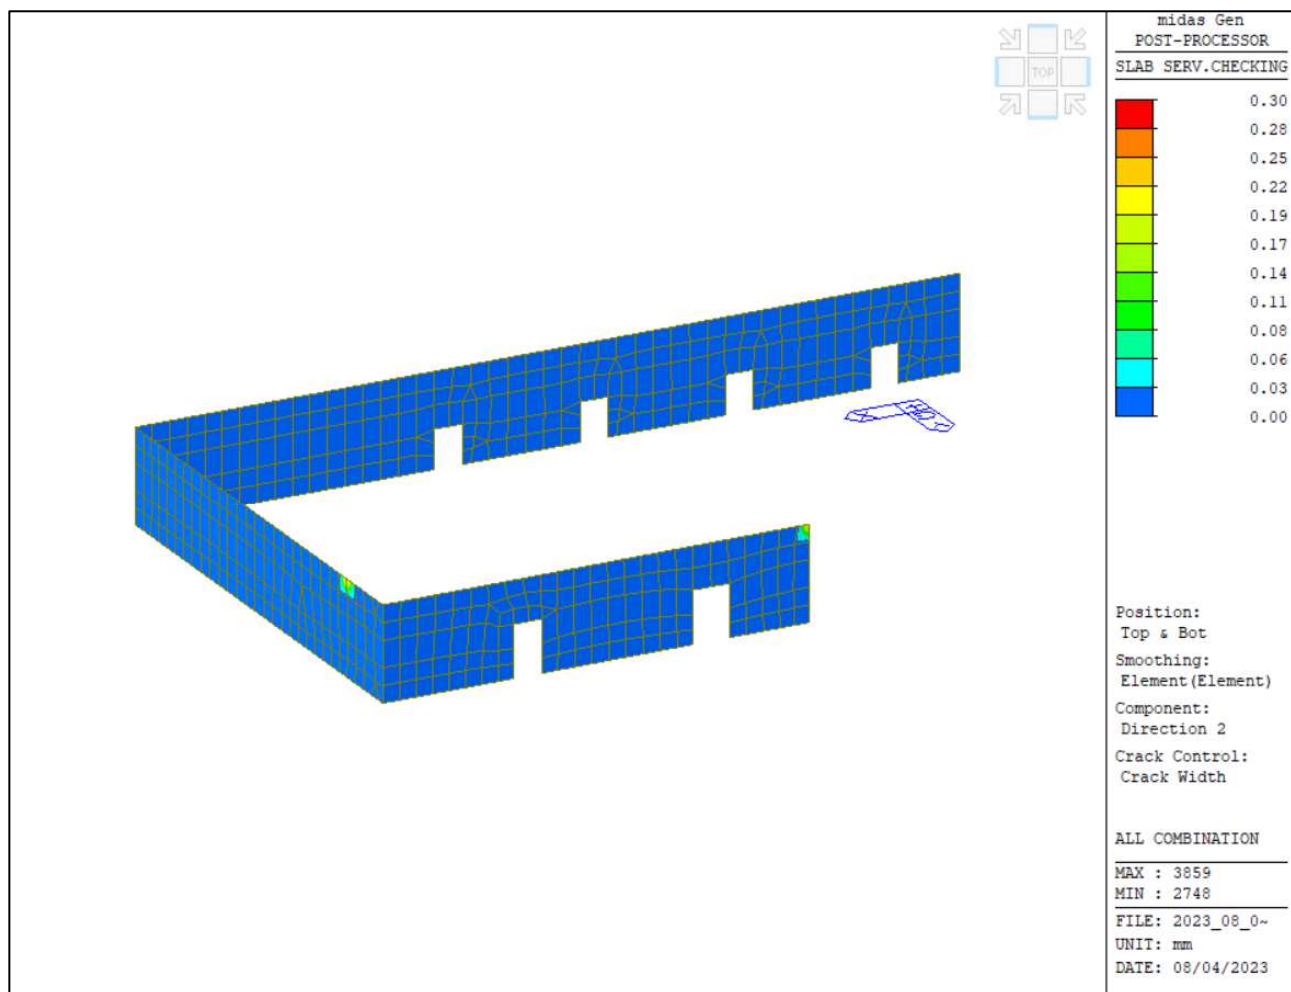 midas Gen
POST-PROCESSOR
SLAB SERV.CHECKING
TOP
0.30
0.28
0.25
0.22
0.19
0.17
0.14
0.11
0.08
0.06
0.03
0.00
Position:
Top & Bot
Smoothing:
Element(Element)
Component:
Direction 2
Crack Control:
Crack Width
ALL COMBINATION
MAX : 3859
MIN : 2748
FILE: 2023_08_0~
UNIT: mm
DATE: 08/04/2023